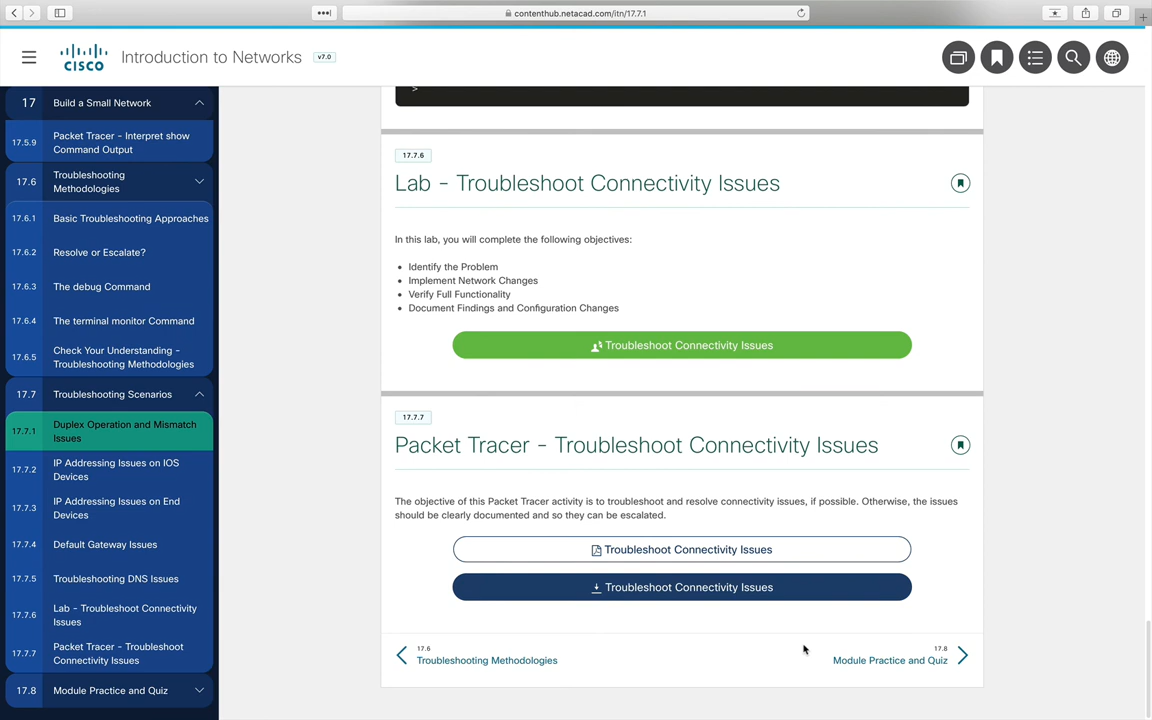 contenthub.netacad.com/itn/17.7.1
CISCO
Introduction to Networks
v7.0
17 Build a Small Network
17.5.9 Packet Tracer - Interpret show
Command Output
17.6 Troubleshooting
Methodologies
17.6.1 Basic Troubleshooting Approaches
17.6.2 Resolve or Escalate?
17.6.3 The debug Command
17.6.4 The terminal monitor Command
17.6.5 Check Your Understanding -
Troubleshooting Methodologies
17.7 Troubleshooting Scenarios
17.7.1 Duplex Operation and Mismatch
Issues
17.7.2 IP Addressing Issues on IOS
Devices
17.7.3 IP Addressing Issues on End
Devices
17.7.4 Default Gateway Issues
17.7.5 Troubleshooting DNS Issues
17.7.6 Lab - Troubleshoot Connectivity
Issues
17.7.7 Packet Tracer - Troubleshoot
Connectivity Issues
17.8 Module Practice and Quiz
>
17.7.6
Lab - Troubleshoot Connectivity Issues
In this lab, you will complete the following objectives:
• Identify the Problem
• Implement Network Changes
• Verify Full Functionality
• Document Findings and Configuration Changes
Troubleshoot Connectivity Issues
17.7.7
Packet Tracer - Troubleshoot Connectivity Issues
The objective of this Packet Tracer activity is to troubleshoot and resolve connectivity issues, if possible. Otherwise, the issues
should be clearly documented and so they can be escalated.
Troubleshoot Connectivity Issues
Troubleshoot Connectivity Issues
17.6
Troubleshooting Methodologies
17.8
Module Practice and Quiz